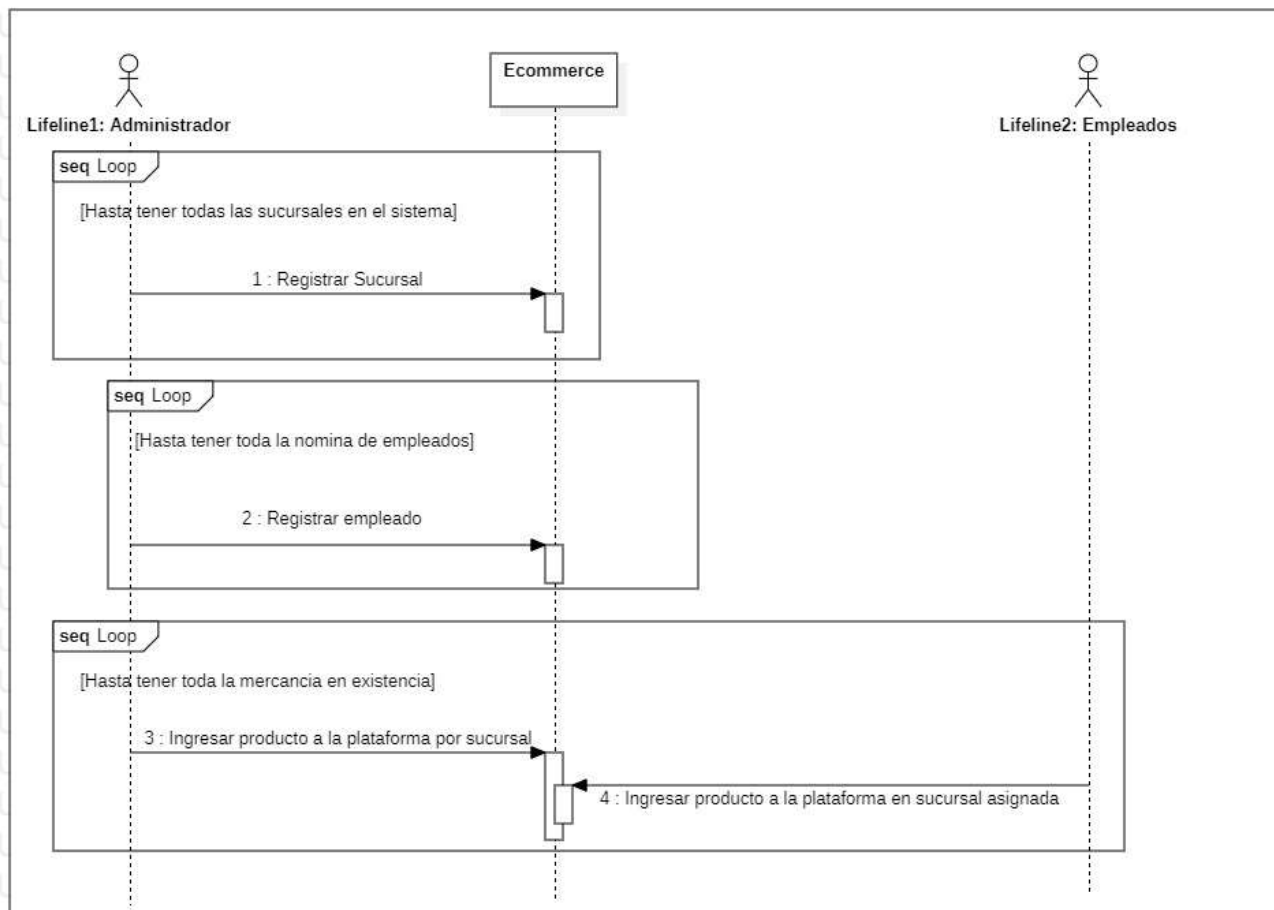 Ecommerce
Lifeline1: Administrador
Lifeline2: Empleados
seq Loop
[Hasta tener todas las sucursales en el sistema]
1 : Registrar Sucursal
seq Loop
[Hasta tener toda la nomina de empleados]
2 : Registrar empleado
seq Loop
[Hasta tener toda la mercancia en existencia]
3 : Ingresar producto a la plataforma por sucursal
4 : Ingresar producto a la plataforma en sucursal asignada